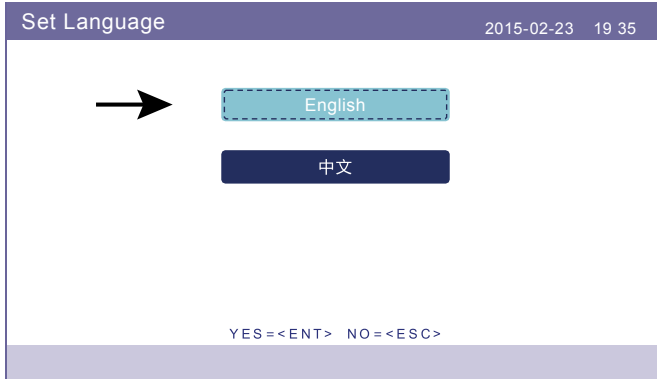 Set Language
2015-02-23 19 35
English
中文
YES=<ENT> NO=<ESC>